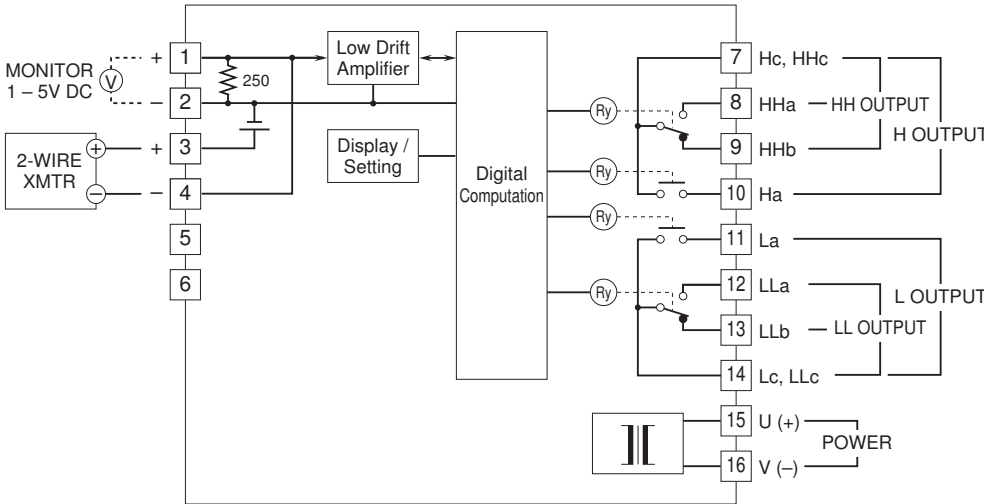 MONITOR
1 – 5V DC
+
V
–
1
2
250
2-WIRE
XMTR
+
–
+
–
3
4
5
6
Low Drift
Amplifier
Display /
Setting
Digital
Computation
Ry
Ry
Ry
Ry
7 Hc, HHc
8 HHa
HH OUTPUT
9 HHb
H OUTPUT
10 Ha
11 La
12 LLa
L OUTPUT
13 LLb
LL OUTPUT
14 Lc, LLc
15 U (+)
POWER
16 V (–)